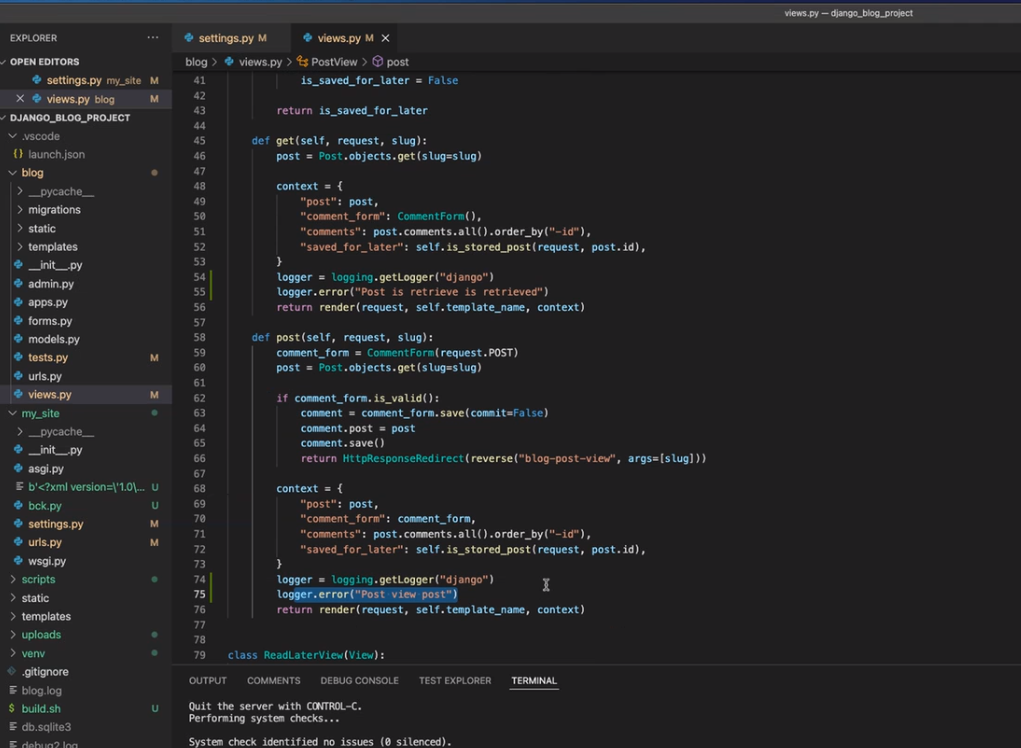 views.py — django_blog_project
EXPLORER
···
settings.py M
views.py M ×
OPEN EDITORS
settings.py my_site M
× views.py blog M
DJANGO_BLOG_PROJECT
.vscode
{} launch.json
blog
__pycache__
migrations
static
templates
__init__.py
admin.py
apps.py
forms.py
models.py
tests.py M
urls.py
views.py M
my_site
__pycache__
__init__.py
asgi.py
b'<?xml version=\'1.0\... U
bck.py U
settings.py M
urls.py M
wsgi.py
scripts
static
templates
uploads
venv
.gitignore
blog.log
$ build.sh U
db.sqlite3
debug2.log
blog > views.py > PostView > post
41 is_saved_for_later = False
42
43 return is_saved_for_later
44
45 def get(self, request, slug):
46 post = Post.objects.get(slug=slug)
47
48 context = {
49 "post": post,
50 "comment_form": CommentForm(),
51 "comments": post.comments.all().order_by("-id"),
52 "saved_for_later": self.is_stored_post(request, post.id),
53 }
54 logger = logging.getLogger("django")
55 logger.error("Post is retrieve is retrieved")
56 return render(request, self.template_name, context)
57
58 def post(self, request, slug):
59 comment_form = CommentForm(request.POST)
60 post = Post.objects.get(slug=slug)
61
62 if comment_form.is_valid():
63 comment = comment_form.save(commit=False)
64 comment.post = post
65 comment.save()
66 return HttpResponseRedirect(reverse("blog-post-view", args=[slug]))
67
68 context = {
69 "post": post,
70 "comment_form": comment_form,
71 "comments": post.comments.all().order_by("-id"),
72 "saved_for_later": self.is_stored_post(request, post.id),
73 }
74 logger = logging.getLogger("django")
75 logger.error("Post view post")
76 return render(request, self.template_name, context)
77
78
79 class ReadLaterView(View):
OUTPUT COMMENTS DEBUG CONSOLE TEST EXPLORER TERMINAL
Quit the server with CONTROL-C.
Performing system checks...
System check identified no issues (0 silenced).